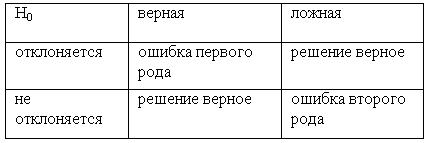 H₀ верная ложная
отклоняется ошибка первого решение верное
рода
не решение верное ошибка второго
отклоняется рода